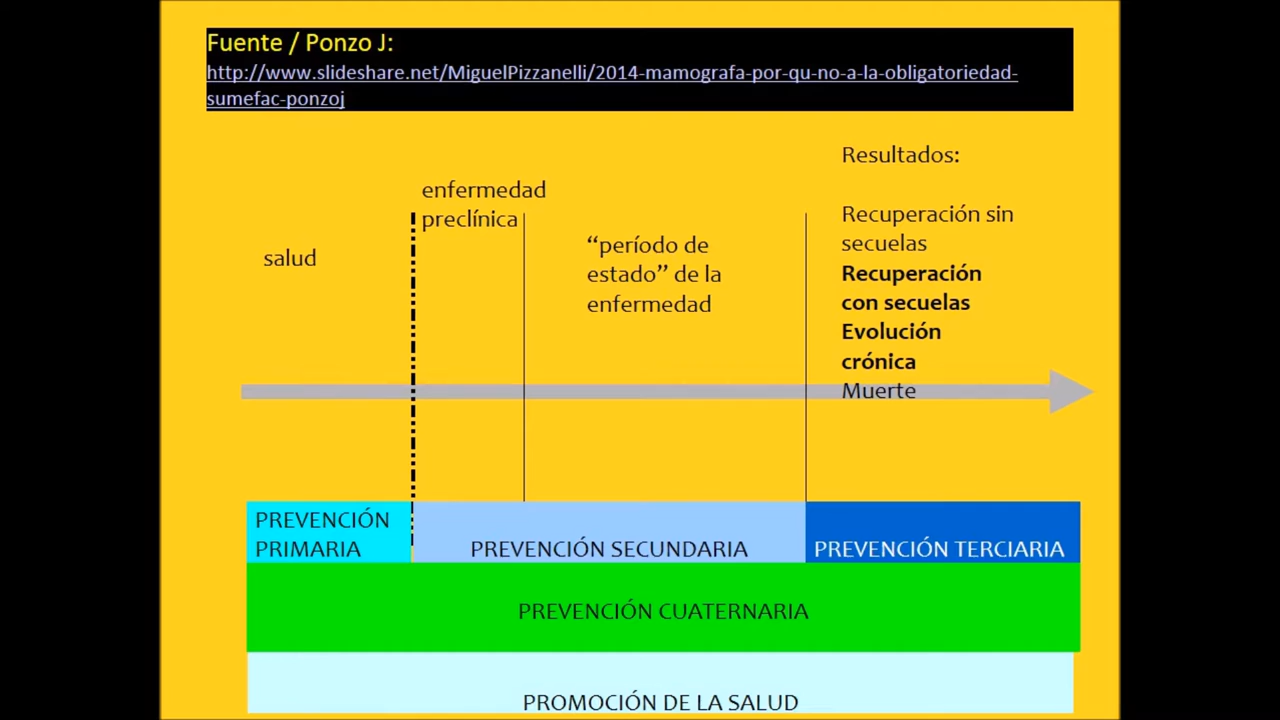 Fuente / Ponzo J:
http://www.slideshare.net/MiguelPizzanelli/2014-mamografa-por-qu-no-a-la-obligatoriedad-
sumefac-ponzoj
salud
enfermedad
preclínica
“período de
estado” de la
enfermedad
Resultados:
Recuperación sin
secuelas
Recuperación
con secuelas
Evolución
crónica
Muerte
PREVENCIÓN
PRIMARIA
PREVENCIÓN SECUNDARIA
PREVENCIÓN TERCIARIA
PREVENCIÓN CUATERNARIA
PROMOCIÓN DE LA SALUD